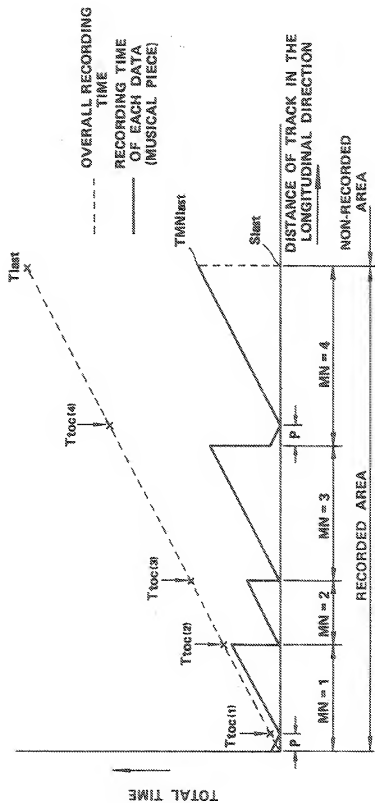 ---- OVERALL RECORDING
TIME
RECORDING TIME
OF EACH DATA
(MUSICAL PIECE)
TOTAL TIME
Tlast
Ttoc(4)
Ttoc(3)
Ttoc(2)
Ttoc(1)
TMNlast
Slast
P
P
DISTANCE OF TRACK IN THE
LONGITUDINAL DIRECTION
MN = 1
MN = 2
MN = 3
MN = 4
RECORDED AREA
NON-RECORDED
AREA